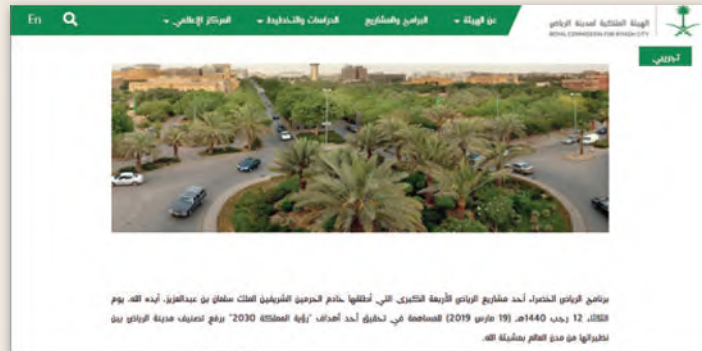 الهيئة الملكية لمدينة الرياض
ROYAL COMMISSION FOR RIYADH CITY
عن الهيئة
البرامج والمشاريع
الدراسات والتخطيط
المركز الإعلامي
En
تجريبي
برنامج الرياض الخضراء أحد مشاريع الرياض الأربعة الكبرى التي أطلقها خادم الحرمين الشريفين الملك سلمان بن عبدالعزيز، أيده الله، يوم
الثلاثاء 12 رجب 1440هـ (19 مارس 2019) للمساهمة في تحقيق أحد أهداف "رؤية المملكة 2030" برفع تصنيف مدينة الرياض بين
نظيراتها من مدن العالم بمشيئة الله.